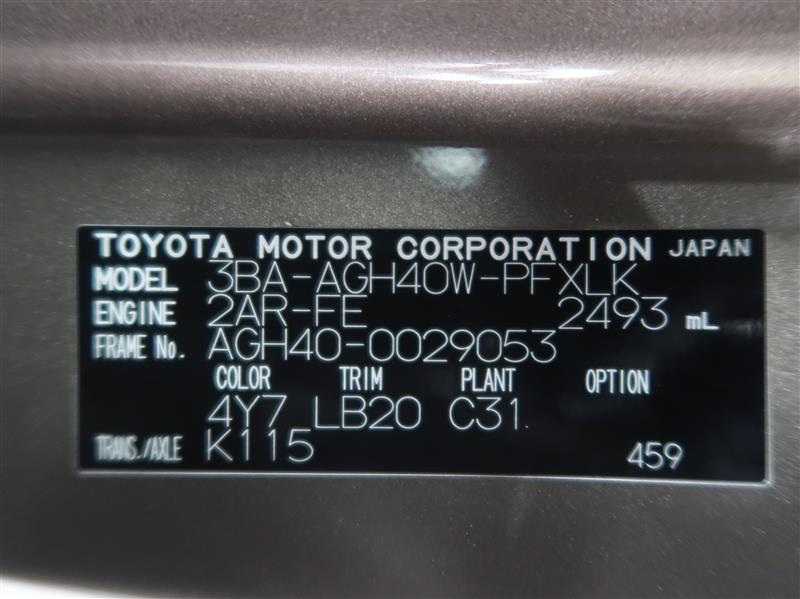 TOYOTA MOTOR CORPORATION JAPAN
MODEL 3BA-AGH40W-PFXLK
ENGINE 2AR-FE 2493 mL
FRAME No. AGH40-0029053
COLOR TRIM PLANT OPTION
4Y7 LB20 C31
TRANS./AXLE K115 459